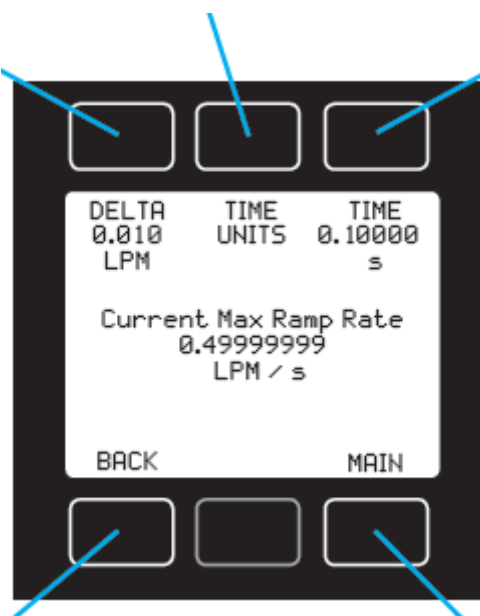 DELTA TIME TIME
0.010 UNITS 0.10000
LPM s
Current Max Ramp Rate
0.49999999
LPM / s
BACK MAIN